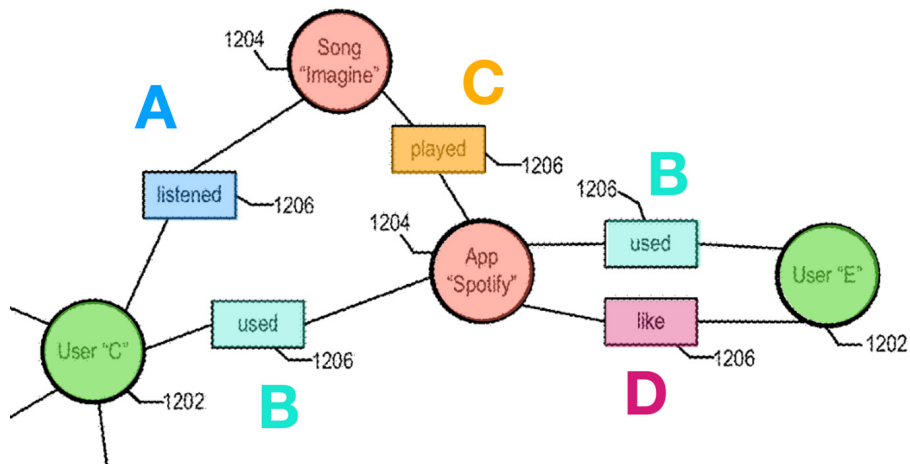 1204
Song
"Imagine"
A
C
played
1206
listened
1206
1206
B
1204
used
App
"Spotify"
User "E"
used
like
User "C"
1206
1206
1202
1202
B
D